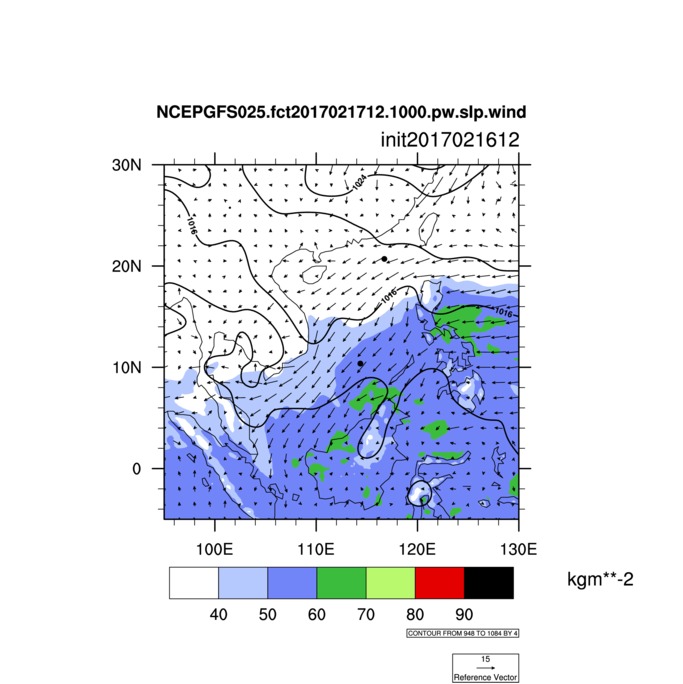 NCEPGFS025.fct2017021712.1000.pw.slp.wind
init2017021612
30N
1024
1016
20N
1016
1016
10N
0
100E 110E 120E 130E
kgm**-2
40 50 60 70 80 90
CONTOUR FROM 948 TO 1084 BY 4
15
Reference Vector